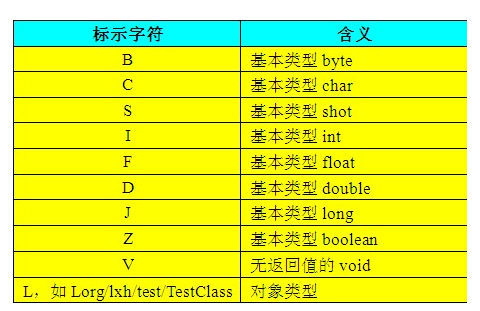 标示字符 含义
B 基本类型 byte
C 基本类型 char
S 基本类型 shot
I 基本类型 int
F 基本类型 float
D 基本类型 double
J 基本类型 long
Z 基本类型 boolean
V 无返回值的 void
L，如 Lorg/lxh/test/TestClass 对象类型